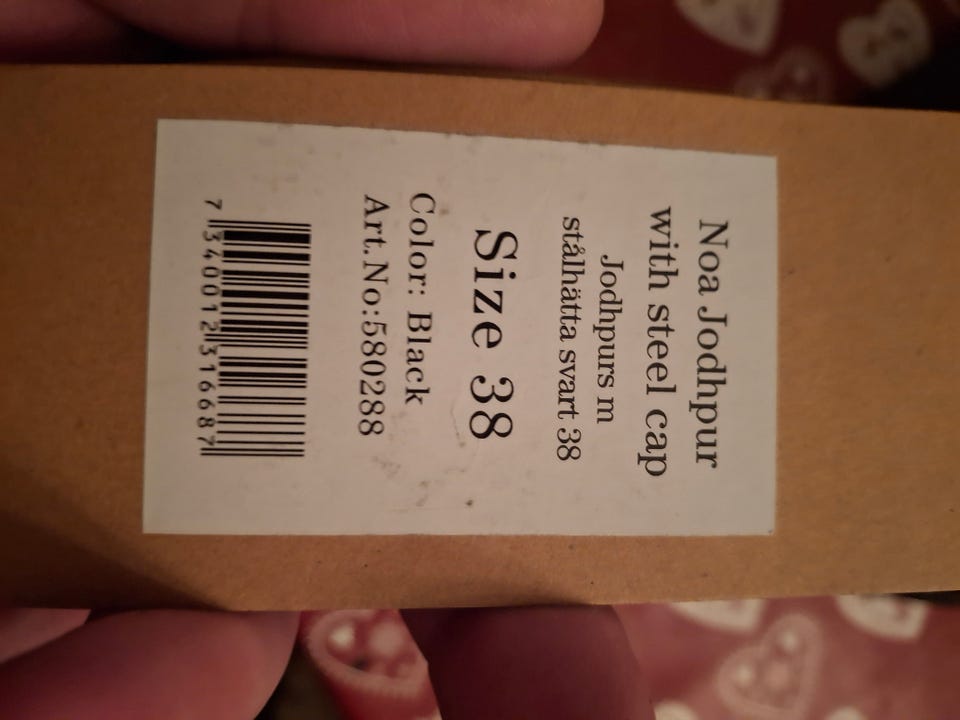 Noa Jodhpur
with steel cap
Jodhpurs m
stålhätta svart 38
Size 38
Color: Black
Art.No:580288
7 340012 316687